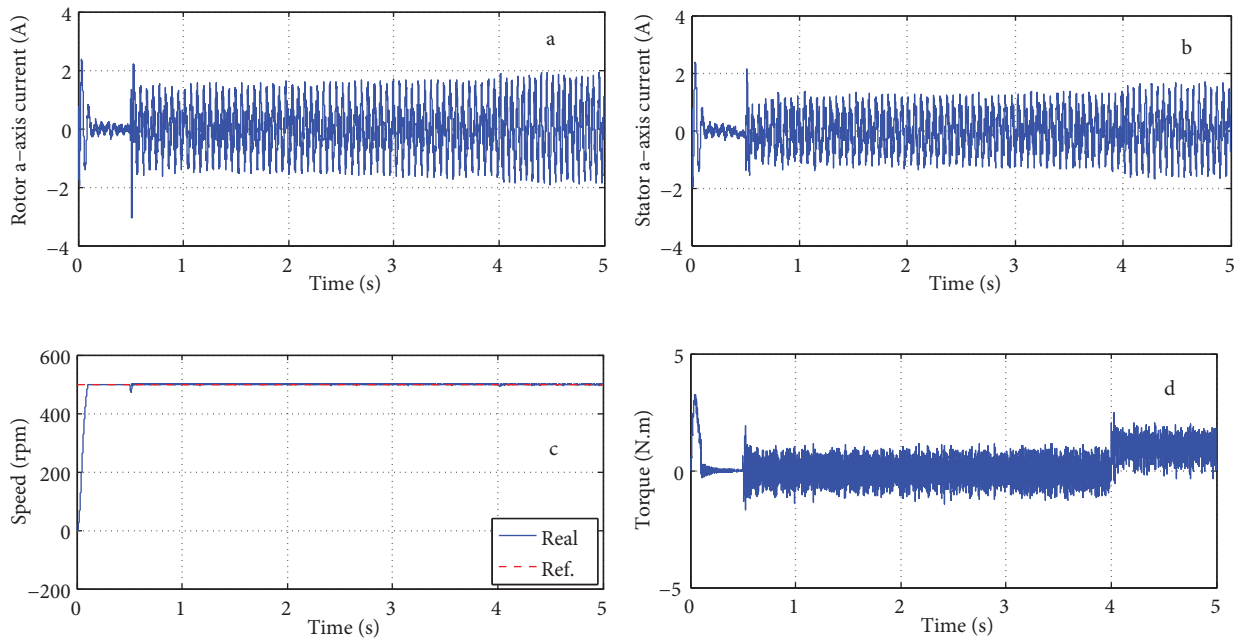 Rotor a−axis current (A)
4
2
0
−2
−4
a
0 1 2 3 4 5
Time (s)
Stator a−axis current (A)
4
2
0
−2
−4
b
0 1 2 3 4 5
Time (s)
Speed (rpm)
600
400
200
0
−200
c
Real
Ref.
0 1 2 3 4 5
Time (s)
Torque (N.m)
5
0
−5
d
0 1 2 3 4 5
Time (s)